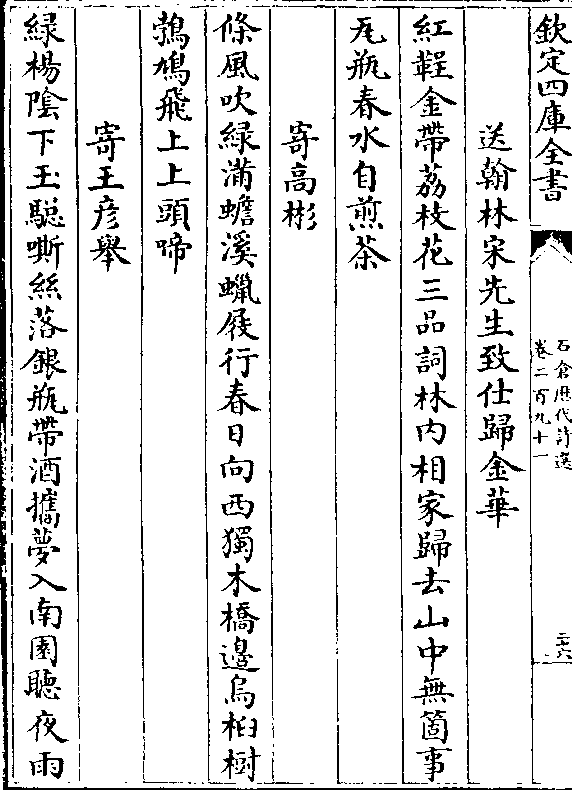 欽定四庫全書
石倉歷代詩選
卷二百九十一
三十六
送翰林宋先生致仕歸金華
紅鞓金帶荔枝花三品詞林內相家歸去山中無箇事
瓦瓶春水自煎茶
寄高彬
條風吹緑滿蟾溪蠟屐行春日向西獨木橋邊烏桕樹
鵓鳩飛上上頭啼
寄王彦舉
緑楊陰下玉驄嘶絲落銀瓶帶酒攜夢入南園聽夜雨